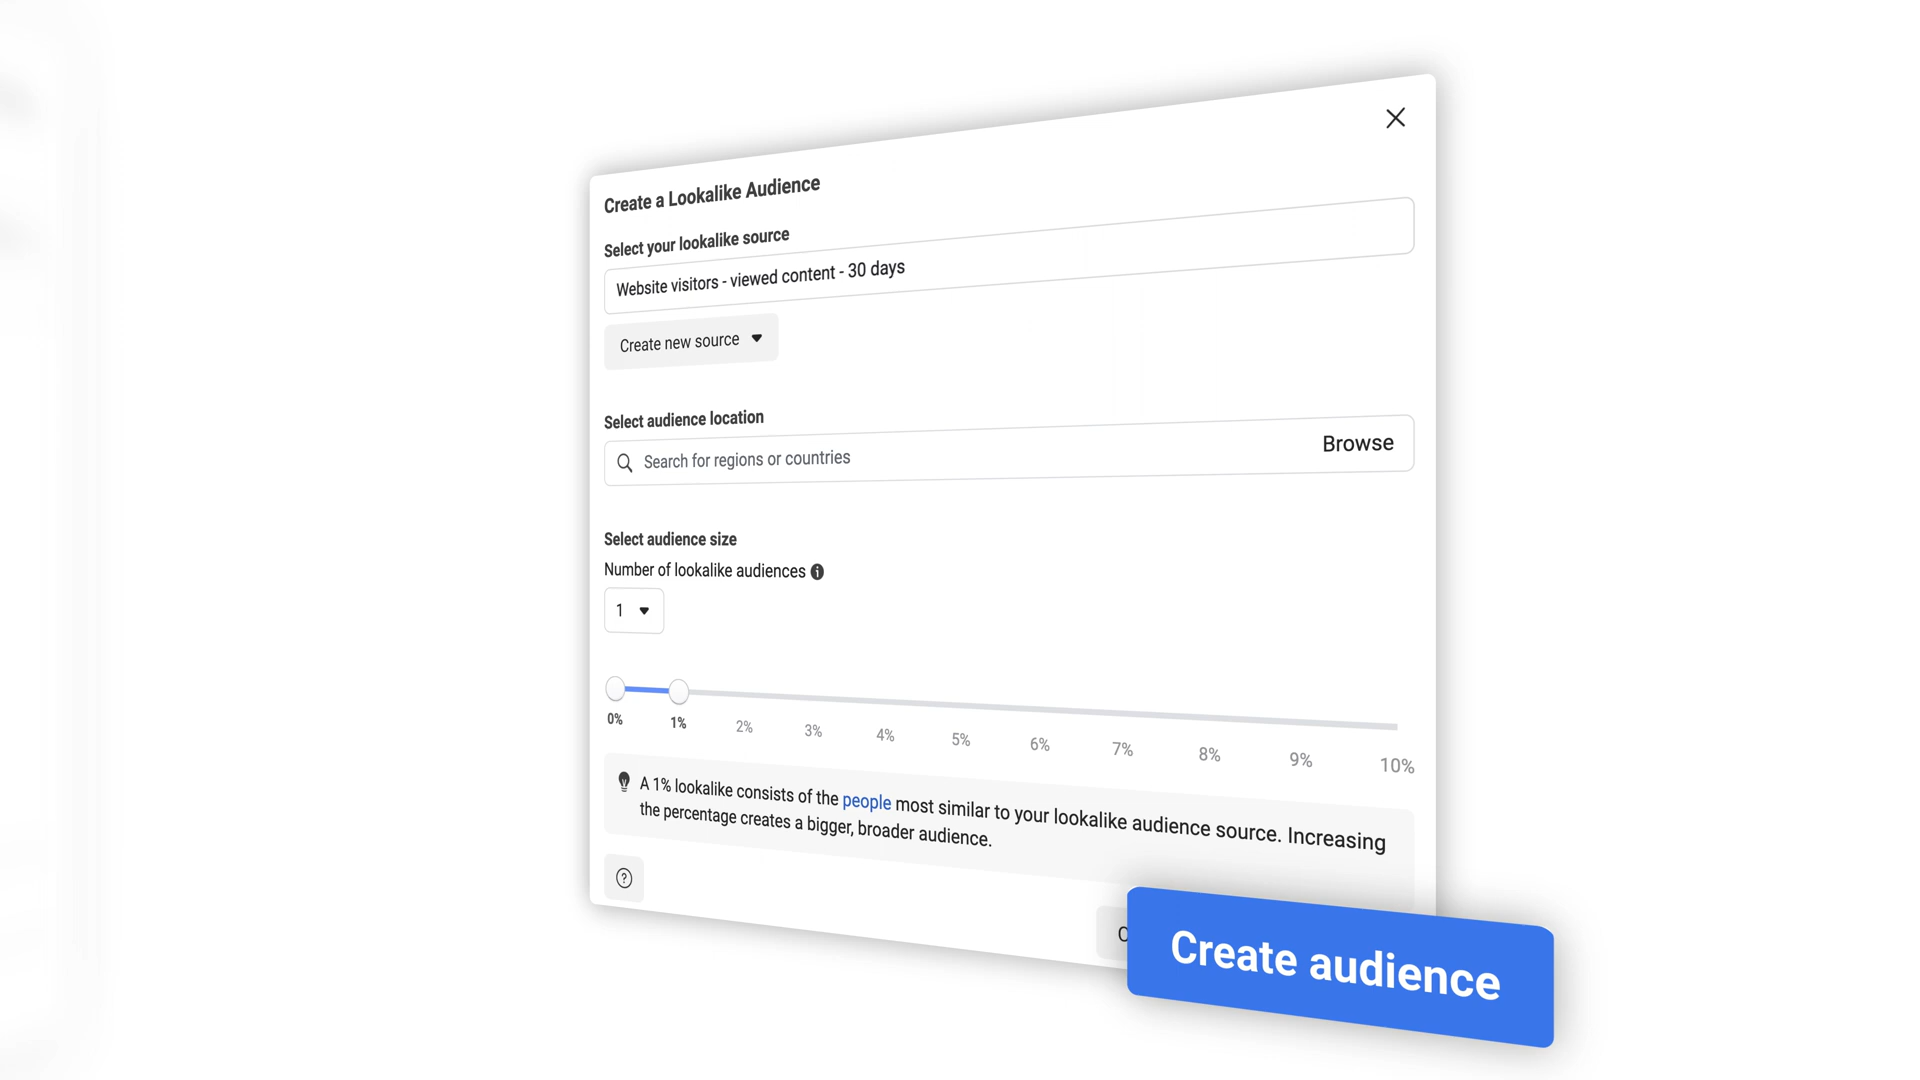 Create a Lookalike Audience
Select your lookalike source
Website visitors - viewed content - 30 days
Create new source
Select audience location
Search for regions or countries
Browse
Select audience size
Number of lookalike audiences
1
0% 1% 2% 3% 4% 5% 6% 7% 8% 9% 10%
A 1% lookalike consists of the people most similar to your lookalike audience source. Increasing
the percentage creates a bigger, broader audience.
Create audience